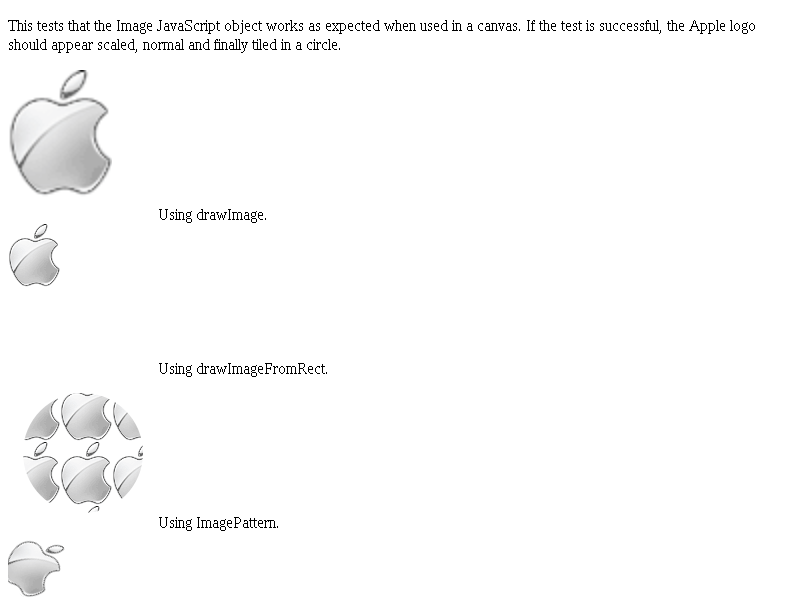 This tests that the Image JavaScript object works as expected when used in a canvas. If the test is successful, the Apple logo
should appear scaled, normal and finally tiled in a circle.
Using drawImage.
Using drawImageFromRect.
Using ImagePattern.